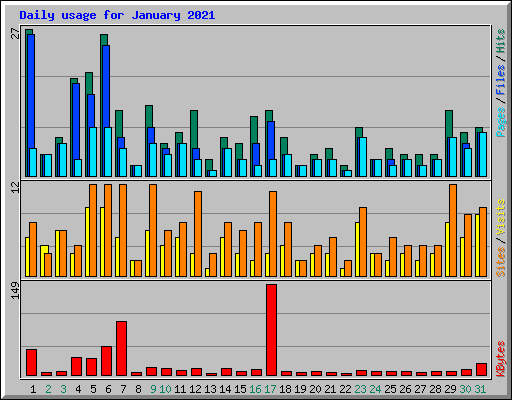 Daily usage for January 2021
27
Pages / Files / Hits
12
Sites / Visits
149
KBytes
1 2 3 4 5 6 7 8 9 10 11 12 13 14 15 16 17 18 19 20 21 22 23 24 25 26 27 28 29 30 31